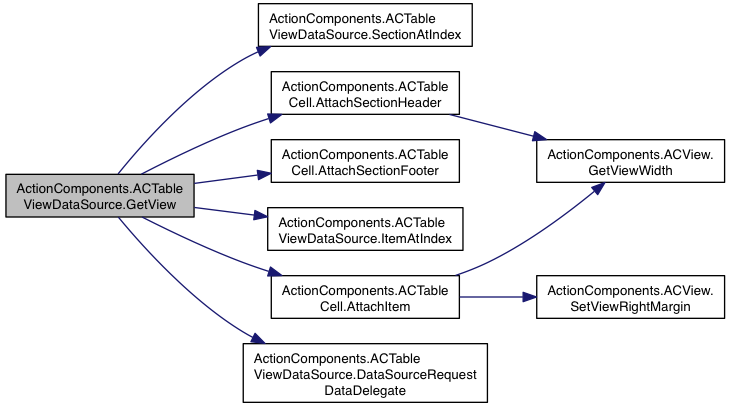 ActionComponents.ACTable
ViewDataSource.GetView
ActionComponents.ACTable
ViewDataSource.SectionAtIndex
ActionComponents.ACTable
Cell.AttachSectionHeader
ActionComponents.ACTable
Cell.AttachSectionFooter
ActionComponents.ACTable
ViewDataSource.ItemAtIndex
ActionComponents.ACTable
Cell.AttachItem
ActionComponents.ACTable
ViewDataSource.DataSourceRequest
DataDelegate
ActionComponents.ACView.
GetViewWidth
ActionComponents.ACView.
SetViewRightMargin